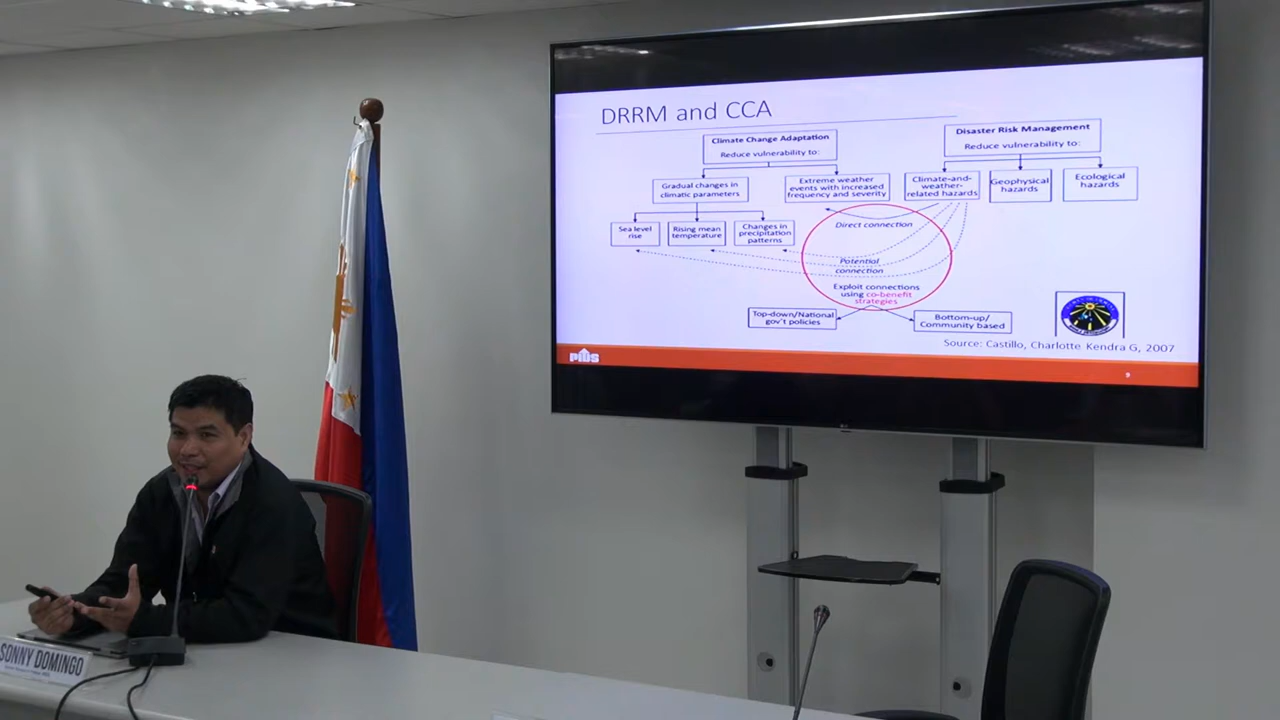 DRRM and CCA
Climate Change Adaptation
Reduce vulnerability to:
Disaster Risk Management
Reduce vulnerability to:
Gradual changes in
climatic parameters
Extreme weather
events with increased
frequency and severity
Climate-and-
weather-
related hazards
Geophysical
hazards
Ecological
hazards
Sea level
rise
Rising mean
temperature
Changes in
precipitation
patterns
Direct connection
Potential
connection
Exploit connections
using co-benefit
strategies
Top-down/National
gov't policies
Bottom-up/
Community based
Source: Castillo, Charlotte Kendra G, 2007
PIDS
9
LG
SONNY DOMINGO